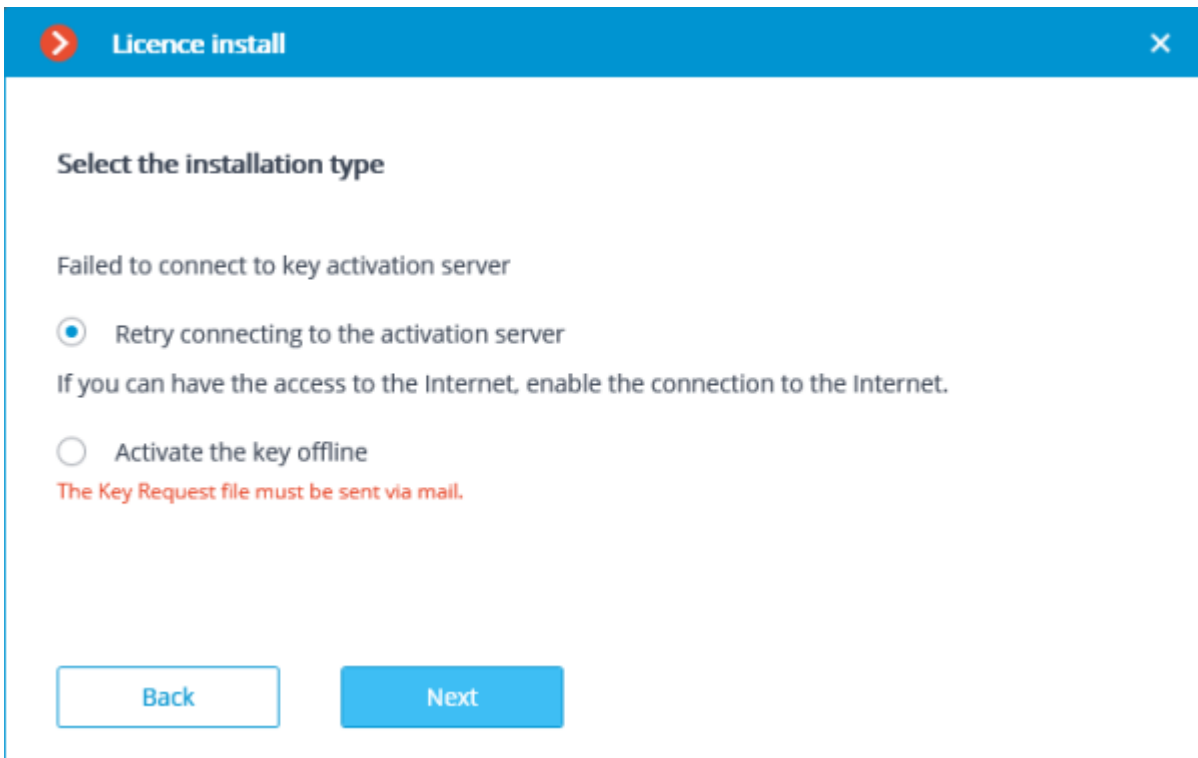 Licence install
Select the installation type
Failed to connect to key activation server
Retry connecting to the activation server
If you can have the access to the Internet, enable the connection to the Internet.
Activate the key offline
The Key Request file must be sent via mail.
Back
Next